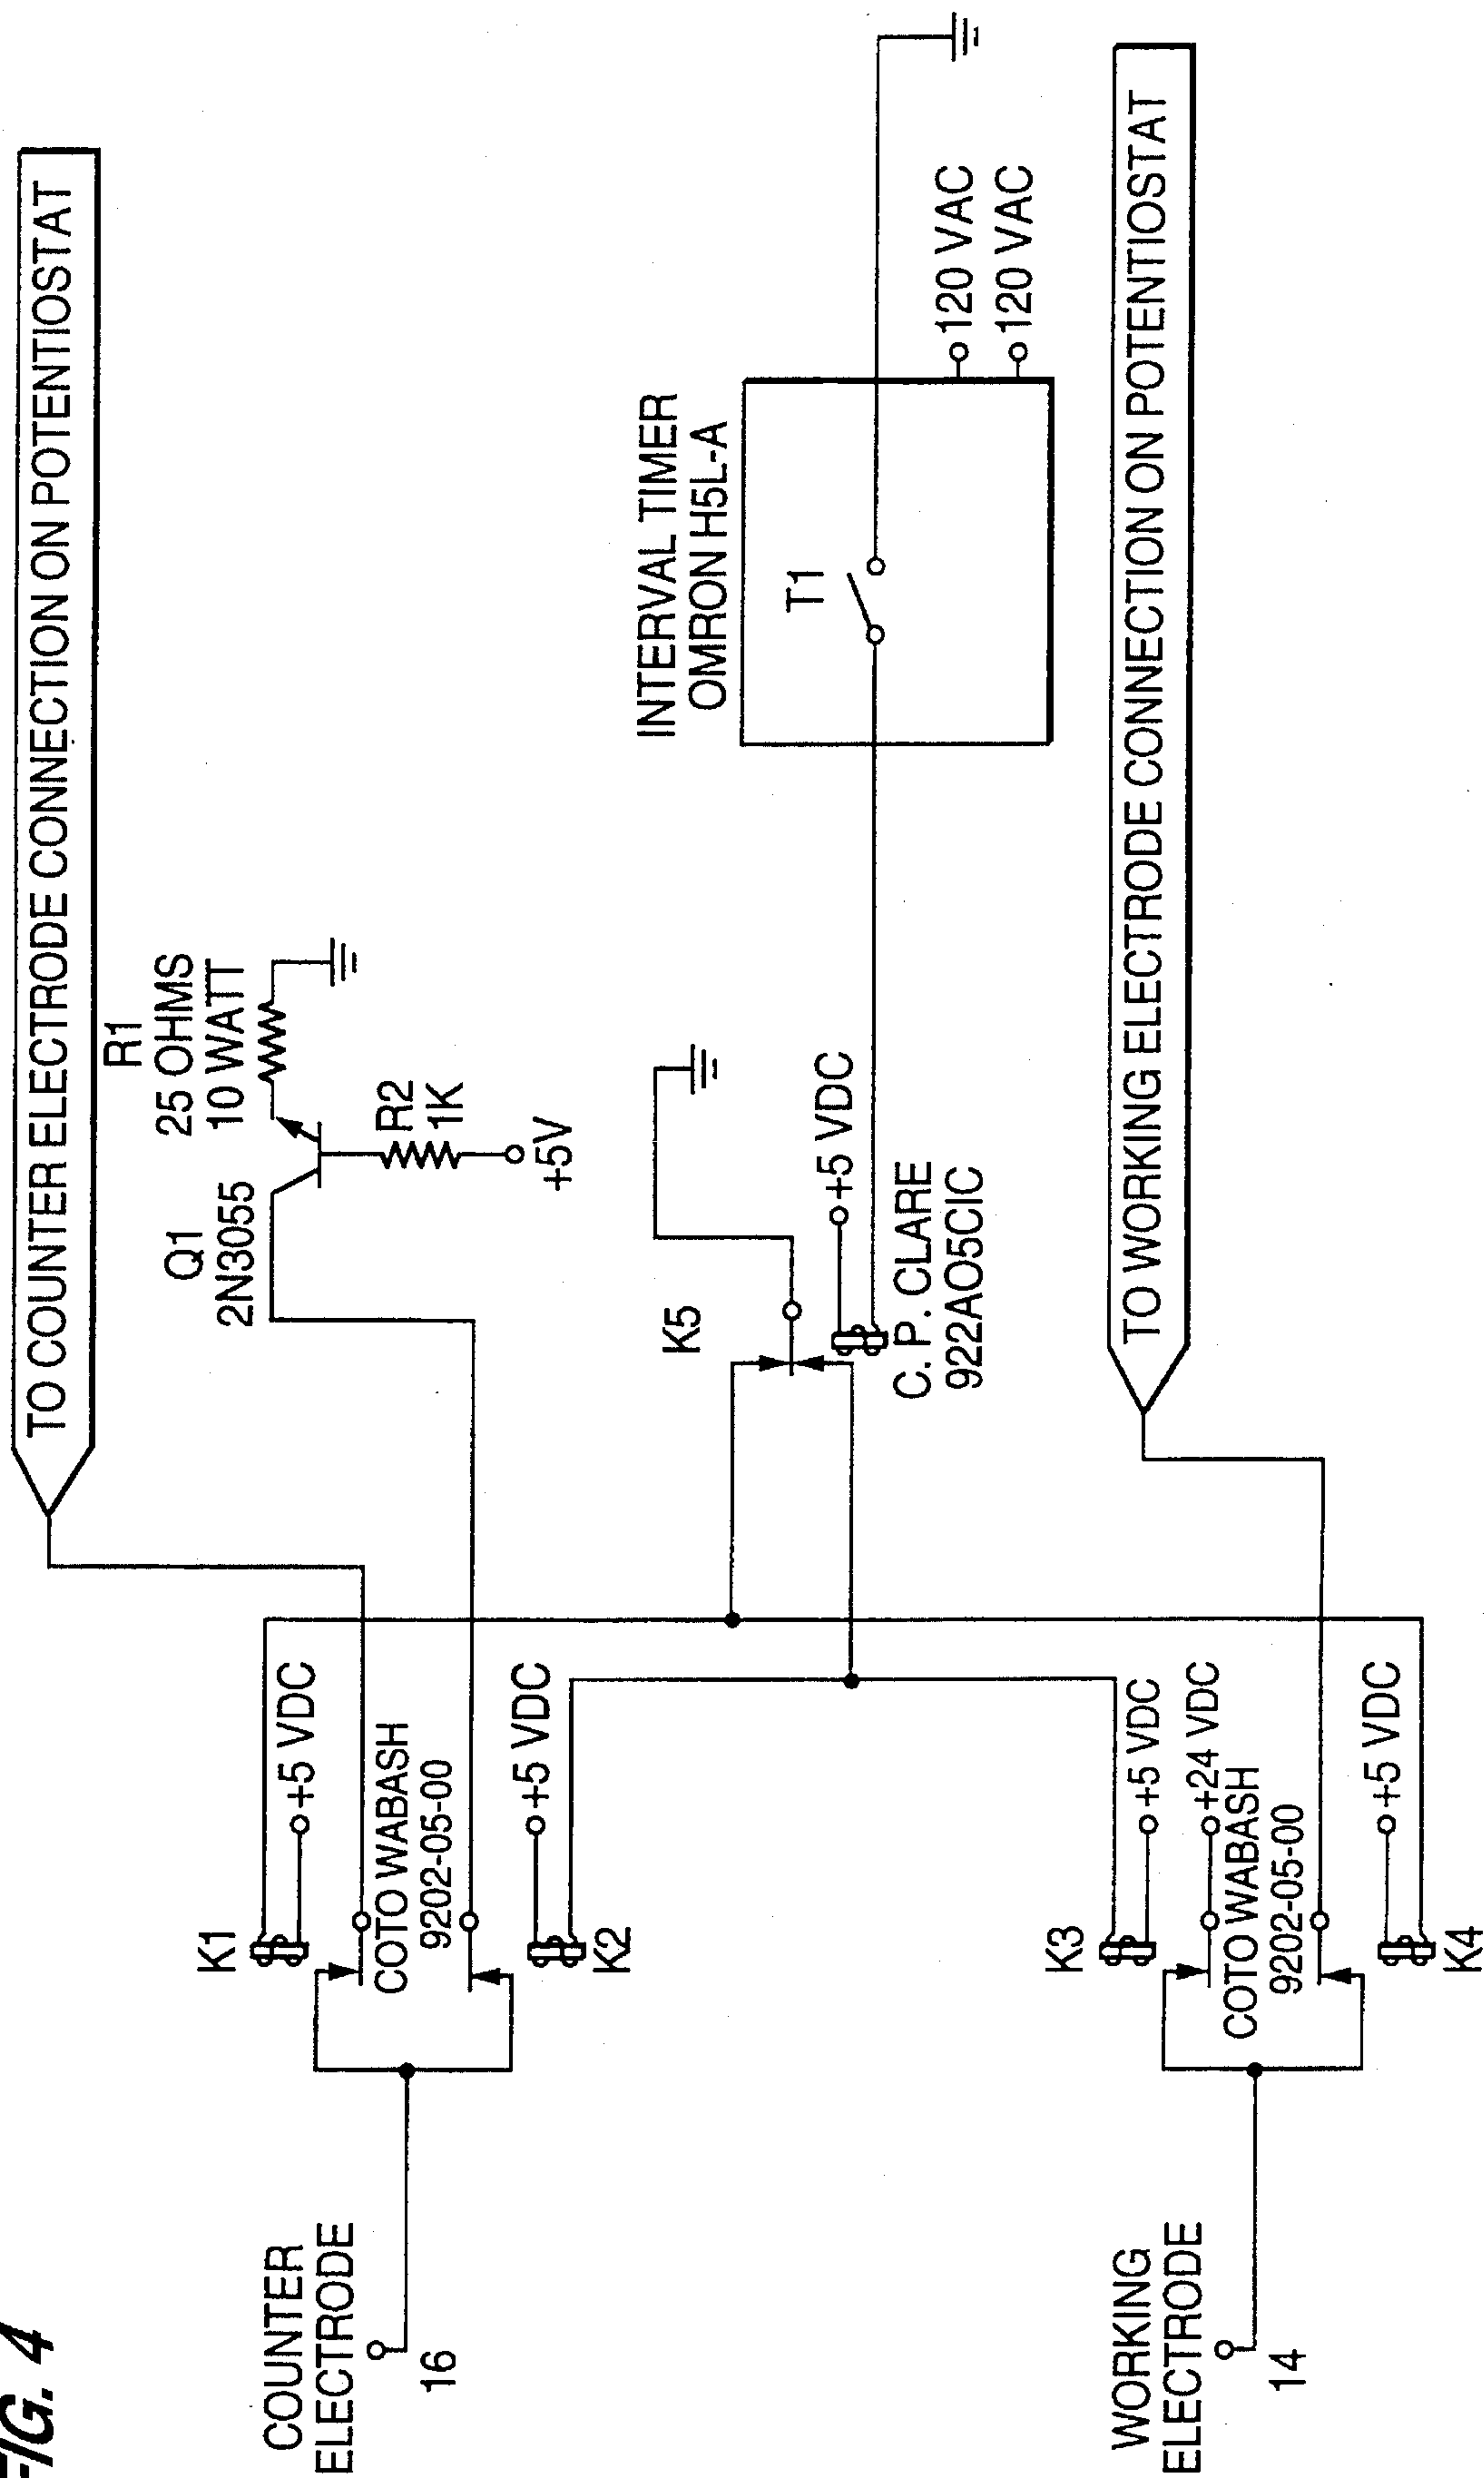 FIG. 4
TO COUNTER ELECTRODE CONNECTION ON POTENTIOSTAT
R1
25 OHMS
10 WATT
Q1
2N3055
R2
1K
+5V
K1
+5 VDC
COTO WABASH
9202-05-00
+5 VDC
K2
COUNTER
ELECTRODE
16
K5
+5 VDC
C. P. CLARE
922AO5CIC
INTERVAL TIMER
OMRON H5L-A
T1
120 VAC
120 VAC
K3
+5 VDC
+24 VDC
COTO WABASH
9202-05-00
+5 VDC
K4
WORKING
ELECTRODE
14
TO WORKING ELECTRODE CONNECTION ON POTENTIOSTAT